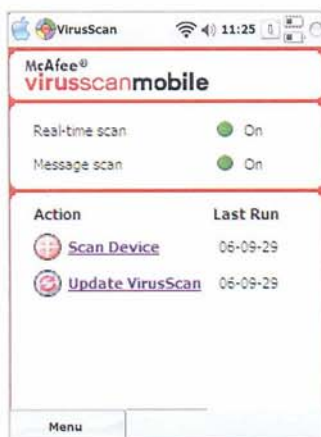 VirusScan 11:25
McAfee®
virusscanmobile
Real-time scan On
Message scan On
Action Last Run
Scan Device 06-09-29
Update VirusScan 06-09-29
Menu